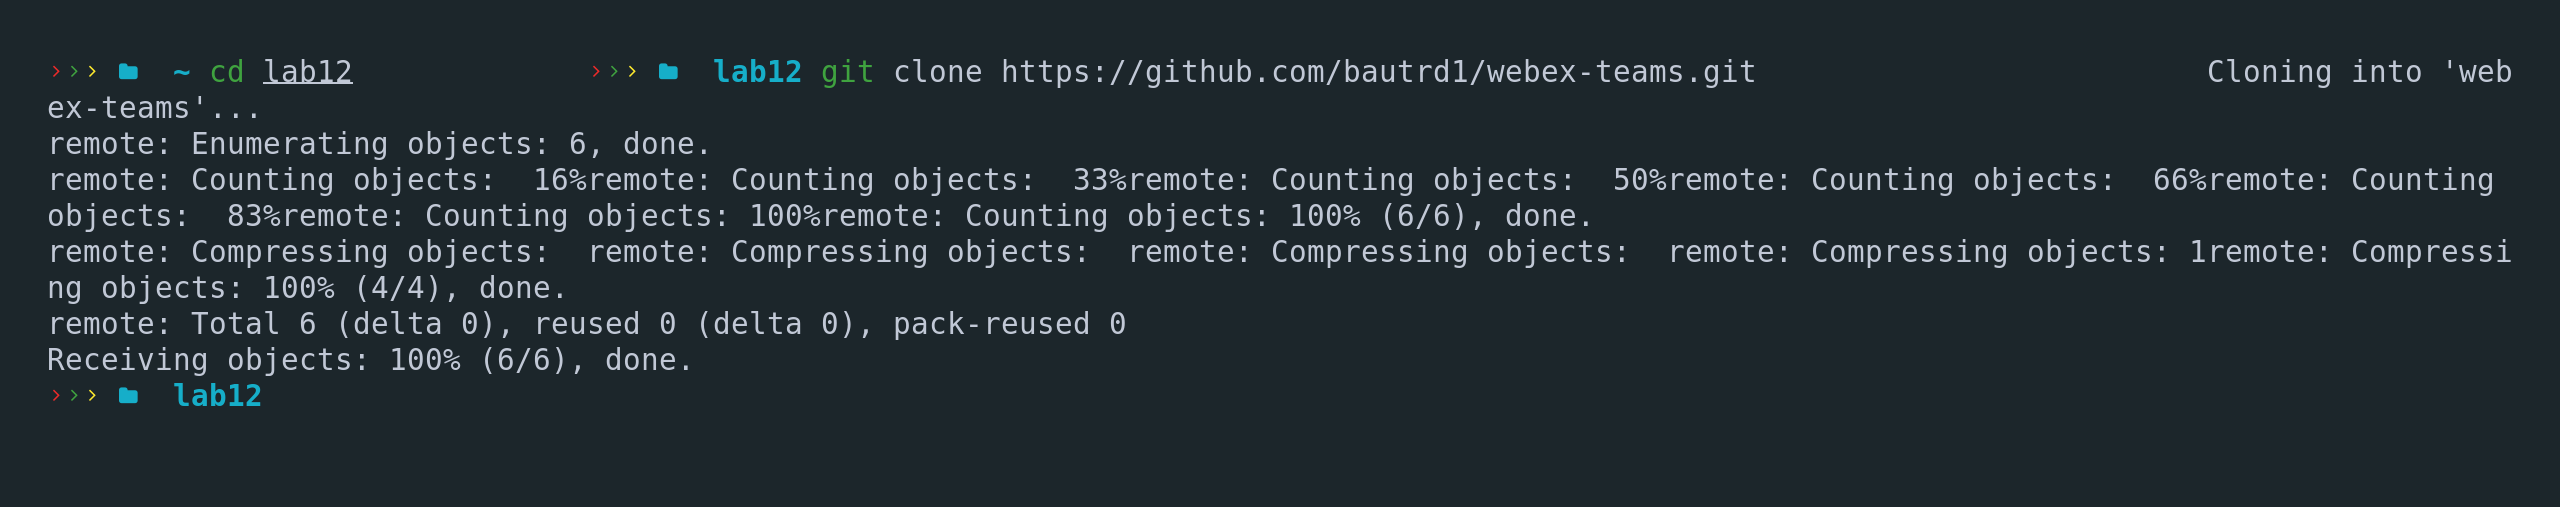 ››› ~ cd lab12 ››› lab12 git clone https://github.com/bautrd1/webex-teams.git Cloning into 'web
ex-teams'...
remote: Enumerating objects: 6, done.
remote: Counting objects:  16%remote: Counting objects:  33%remote: Counting objects:  50%remote: Counting objects:  66%remote: Counting
objects:  83%remote: Counting objects: 100%remote: Counting objects: 100% (6/6), done.
remote: Compressing objects:  remote: Compressing objects:  remote: Compressing objects:  remote: Compressing objects: 1remote: Compressi
ng objects: 100% (4/4), done.
remote: Total 6 (delta 0), reused 0 (delta 0), pack-reused 0
Receiving objects: 100% (6/6), done.
››› lab12